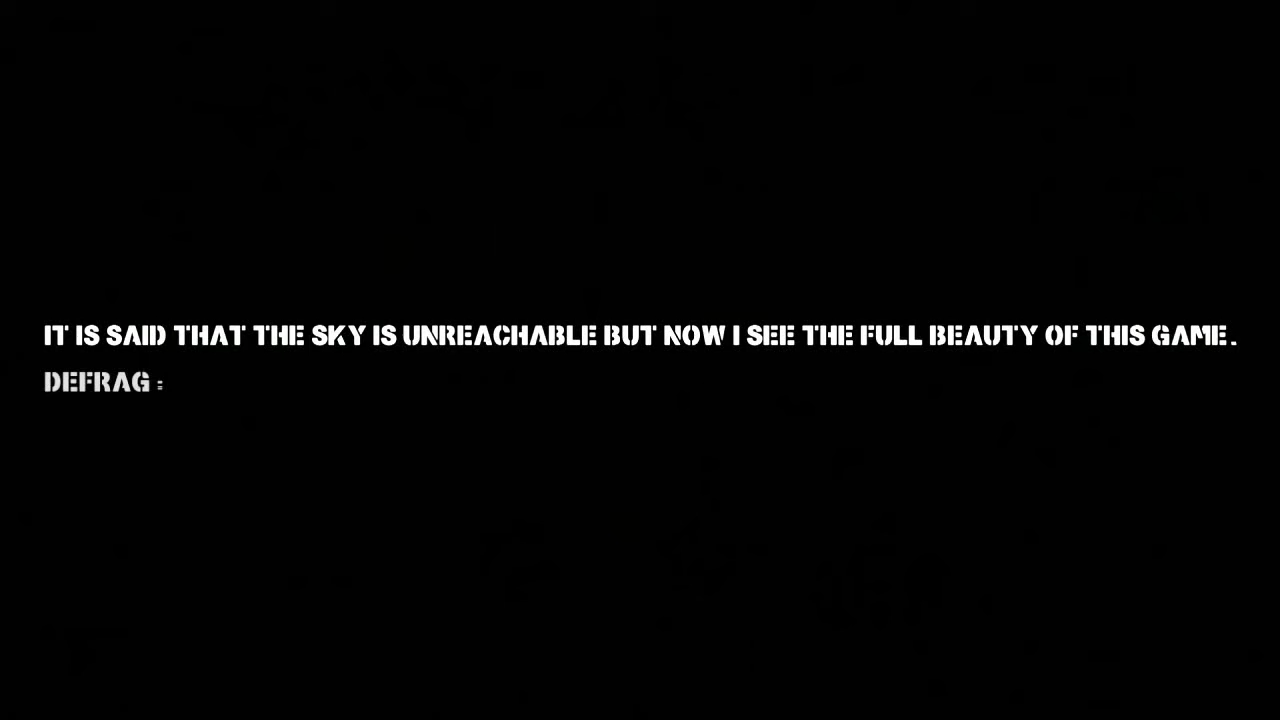 IT IS SAID THAT THE SKY IS UNREACHABLE BUT NOW I SEE THE FULL BEAUTY OF THIS GAME.
DEFRAG :